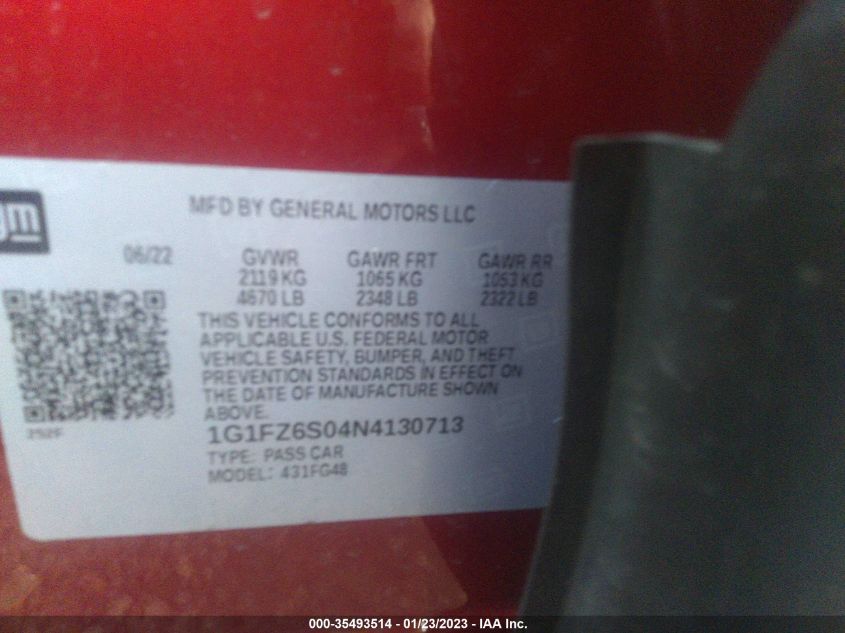 gm
MFD BY GENERAL MOTORS LLC
06/22 GVWR GAWR FRT GAWR RR
2119 KG 1065 KG 1053 KG
4670 LB 2348 LB 2322 LB
THIS VEHICLE CONFORMS TO ALL
APPLICABLE U.S. FEDERAL MOTOR
VEHICLE SAFETY, BUMPER, AND THEFT
PREVENTION STANDARDS IN EFFECT ON
THE DATE OF MANUFACTURE SHOWN
ABOVE.
252F
1G1FZ6S04N4130713
TYPE: PASS CAR
MODEL: 431FG48
000-35493514 - 01/23/2023 - IAA Inc.